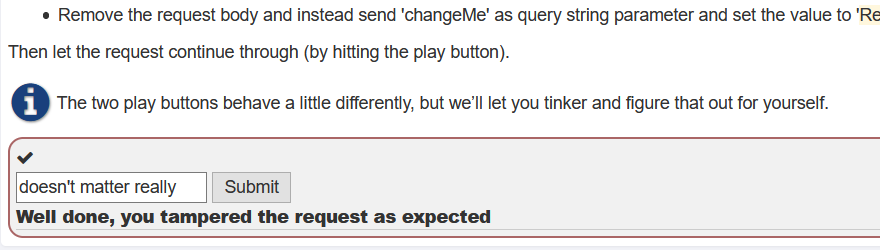 Remove the request body and instead send 'changeMe' as query string parameter and set the value to 'Re
Then let the request continue through (by hitting the play button).
The two play buttons behave a little differently, but we’ll let you tinker and figure that out for yourself.
doesn't matter really Submit
Well done, you tampered the request as expected